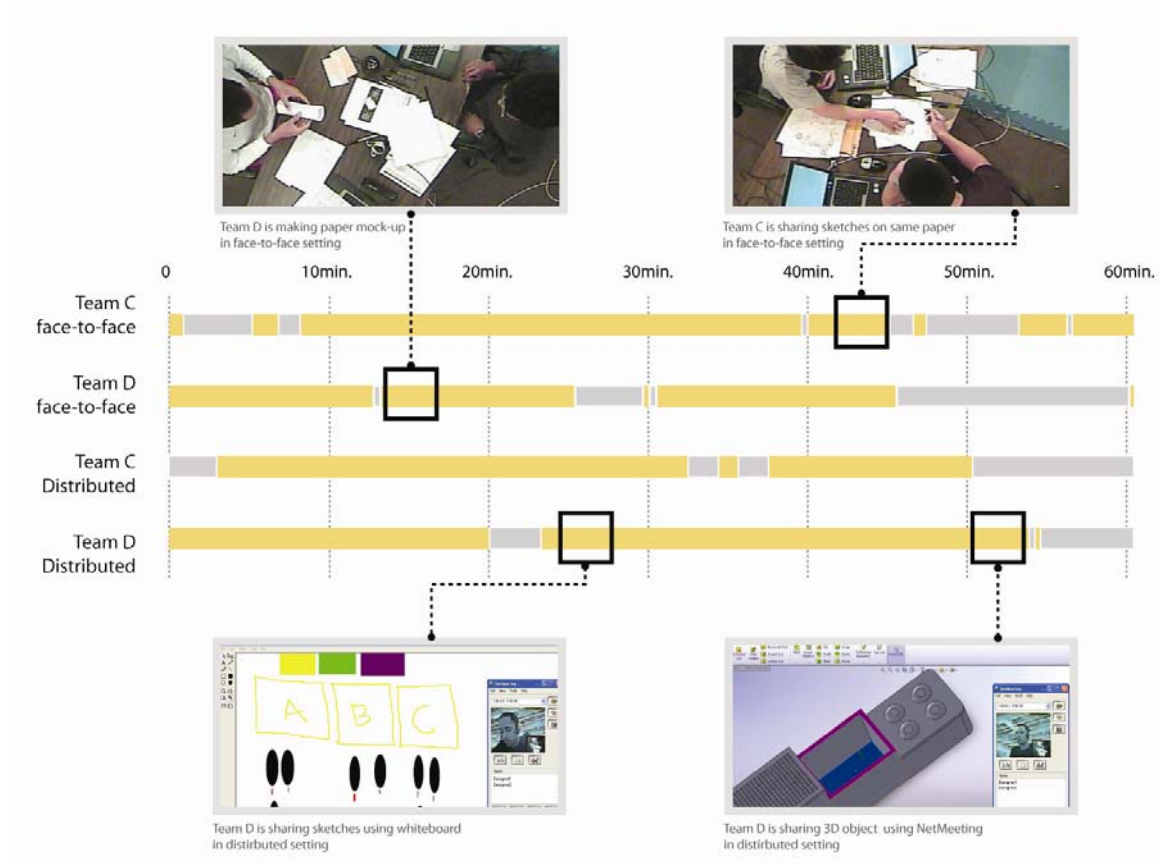 Team D is making paper mock-up
in face-to-face setting
Team C is sharing sketches on same paper
in face-to-face setting
0 10min. 20min. 30min. 40min. 50min. 60min.
Team C
face-to-face
Team D
face-to-face
Team C
Distributed
Team D
Distributed
A B C
Team D is sharing sketches using whiteboard
in distirbuted setting
Team D is sharing 3D object using NetMeeting
in distirbuted setting